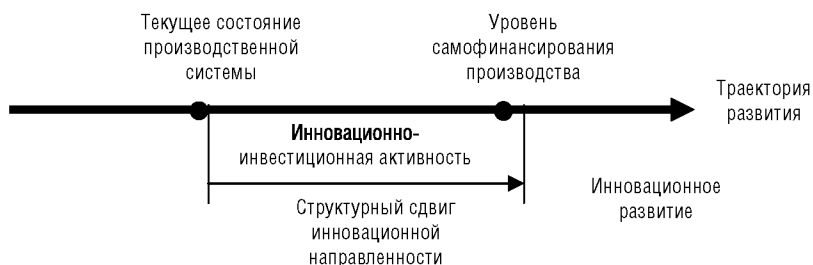 Текущее состояние
производственной
системы
Уровень
самофинансирования
производства
Траектория
развития
Инновационно-
инвестиционная активность
Структурный сдвиг
инновационной
направленности
Инновационное
развитие